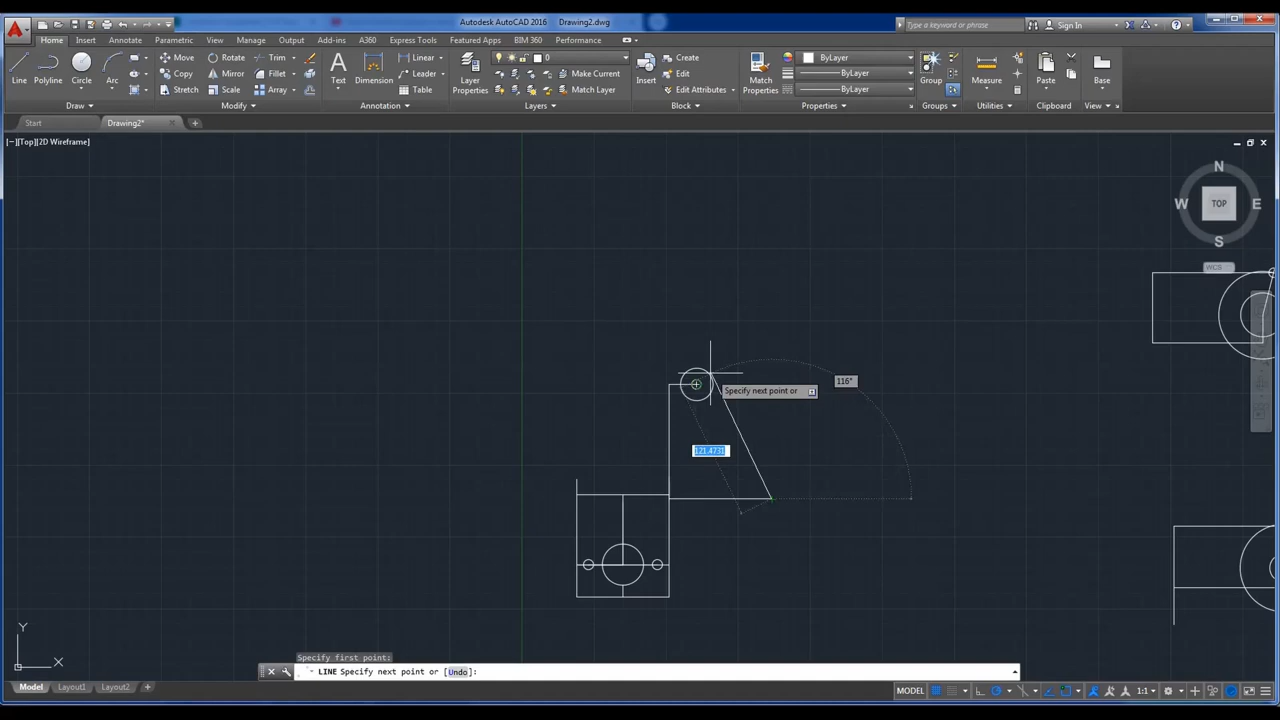 Autodesk AutoCAD 2016 Drawing2.dwg
Type a keyword or phrase
Sign In
Home Insert Annotate Parametric View Manage Output Add-ins A360 Express Tools Featured Apps BIM 360 Performance
Line Polyline Circle Arc
Move Rotate Trim
Copy Mirror Fillet
Stretch Scale Array
Text Dimension
Linear
Leader
Table
Layer Properties
0
Make Current
Match Layer
Insert
Create
Edit
Edit Attributes
Match Properties
ByLayer
ByLayer
ByLayer
Group
Measure
Paste
Base
Draw Modify Annotation Layers Block Properties Groups Utilities Clipboard View
Start Drawing2*
[−][Top][2D Wireframe]
N
W TOP E
S
WCS
116°
Specify next point or
121.4731
Y
X
Specify first point:
LINE Specify next point or [Undo]:
Model Layout1 Layout2 +
MODEL 1:1